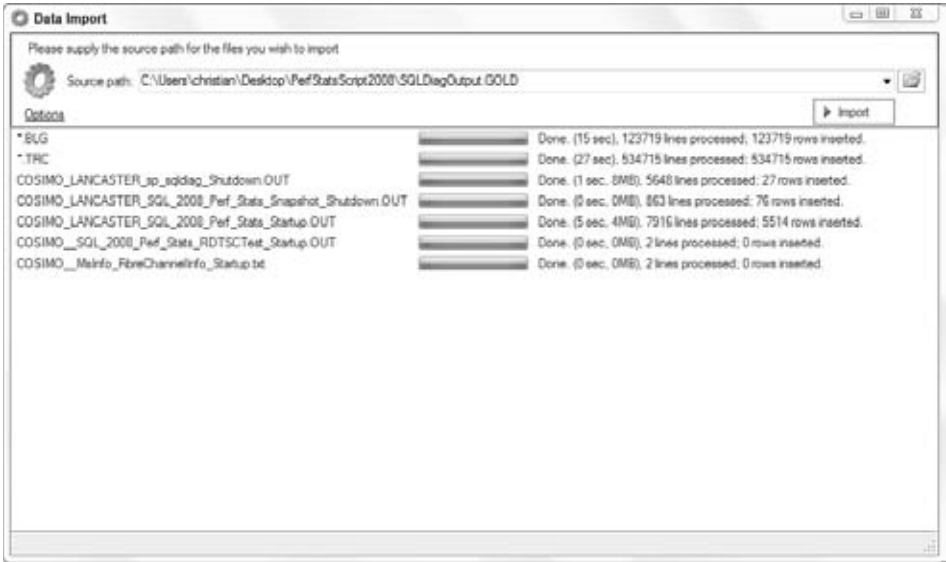 Data Import
Please supply the source path for the files you wish to import
Source path: C:\Users\christian\Desktop\PerfStatsScript2008\SQLDiagOutput.GOLD
Options
Import
*.BLG Done. (15 sec), 123719 lines processed; 123719 rows inserted.
*.TRC Done. (27 sec), 534715 lines processed; 534715 rows inserted.
COSIMO_LANCASTER_sp_sqldiag_Shutdown.OUT Done. (1 sec, 8MB), 5648 lines processed; 27 rows inserted.
COSIMO_LANCASTER_SQL_2008_Perf_Stats_Snapshot_Shutdown.OUT Done. (0 sec, 0MB), 863 lines processed; 76 rows inserted.
COSIMO_LANCASTER_SQL_2008_Perf_Stats_Startup.OUT Done. (5 sec, 4MB), 7916 lines processed; 5514 rows inserted.
COSIMO__SQL_2008_Perf_Stats_RDTSCTest_Startup.OUT Done. (0 sec, 0MB), 2 lines processed; 0 rows inserted.
COSIMO__MsInfo_FibreChannelInfo_Startup.txt Done. (0 sec, 0MB), 2 lines processed; 0 rows inserted.